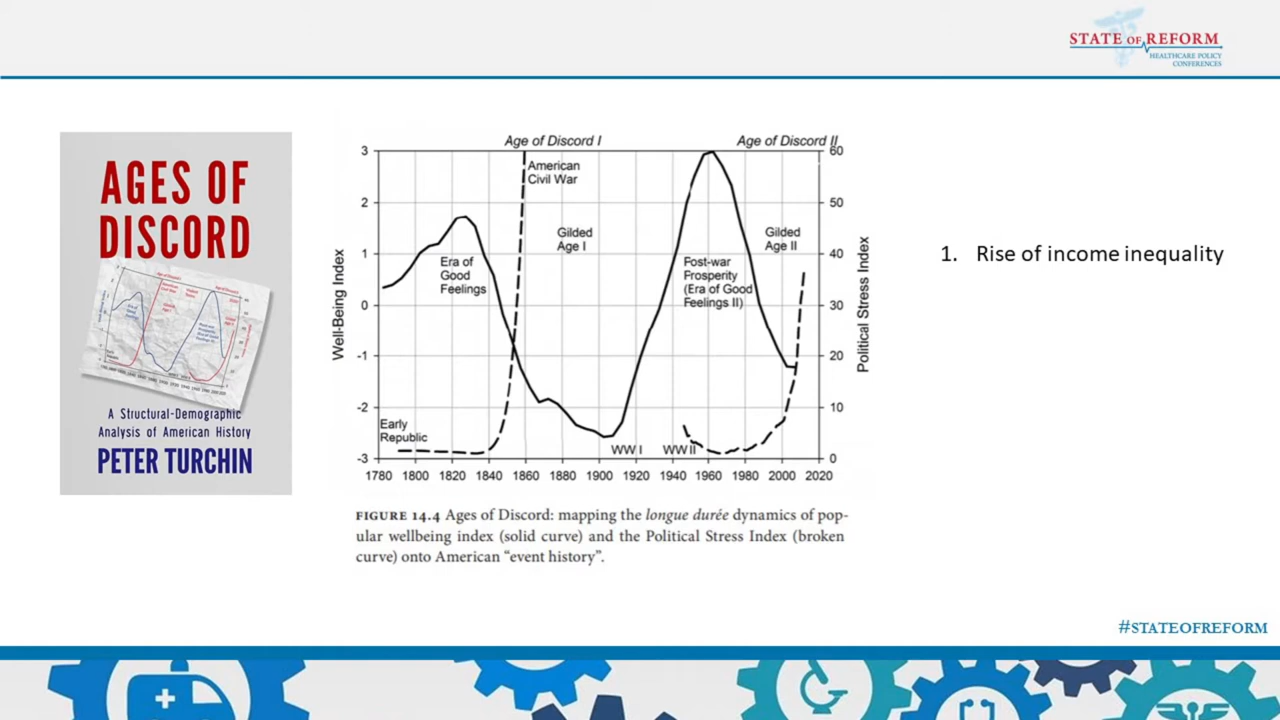 STATE OF REFORM
HEALTHCARE POLICY
CONFERENCES
AGES OF
DISCORD
A Structural-Demographic
Analysis of American History
PETER TURCHIN
Age of Discord I
Age of Discord II
American
Civil War
Gilded
Age I
Gilded
Age II
Era of
Good
Feelings
Post-war
Prosperity
(Era of Good
Feelings II)
Early
Republic
WW I
WW II
Well-Being Index
3
2
1
0
-1
-2
-3
Political Stress Index
60
50
40
30
20
10
0
1780 1800 1820 1840 1860 1880 1900 1920 1940 1960 1980 2000 2020
FIGURE 14.4 Ages of Discord: mapping the longue durée dynamics of pop-
ular wellbeing index (solid curve) and the Political Stress Index (broken
curve) onto American “event history”.
1. Rise of income inequality
#STATEOFREFORM